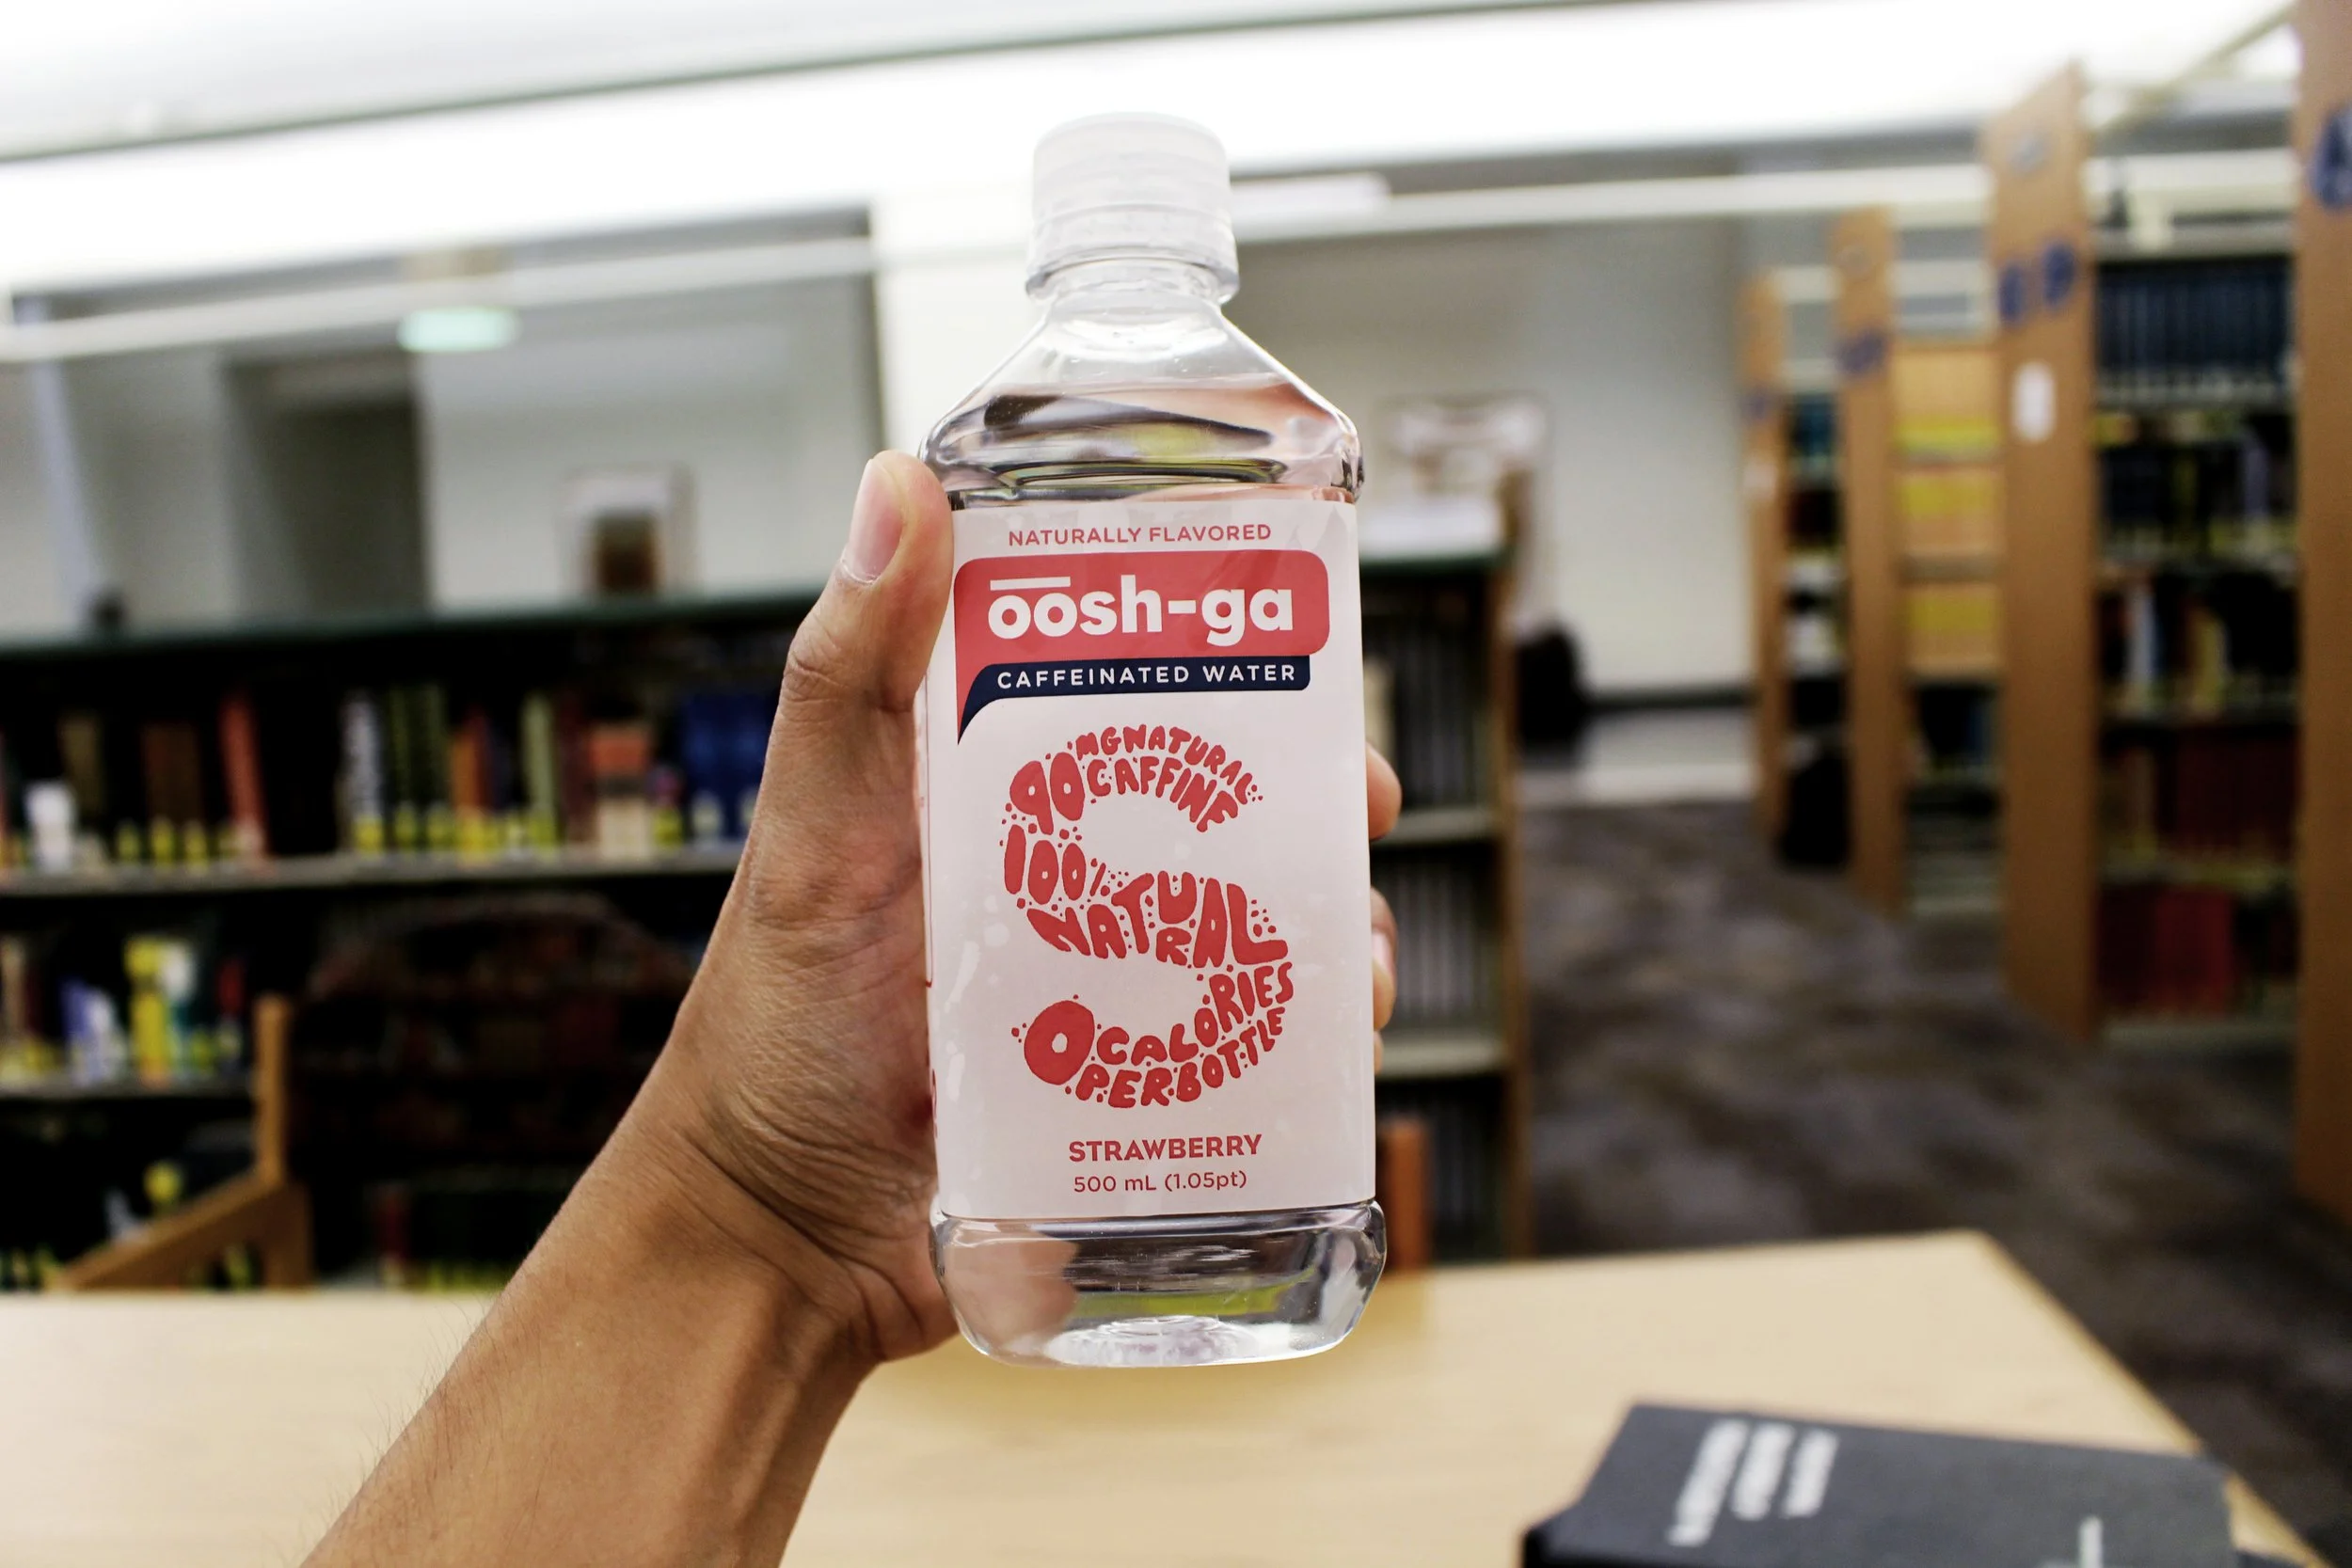 NATURALLY FLAVORED
o̅o̅sh-ga
CAFFEINATED WATER
90 MG NATURAL
CAFFINE
100%
NATURAL
0 CALORIES
PER BOTTLE
STRAWBERRY
500 mL (1.05pt)